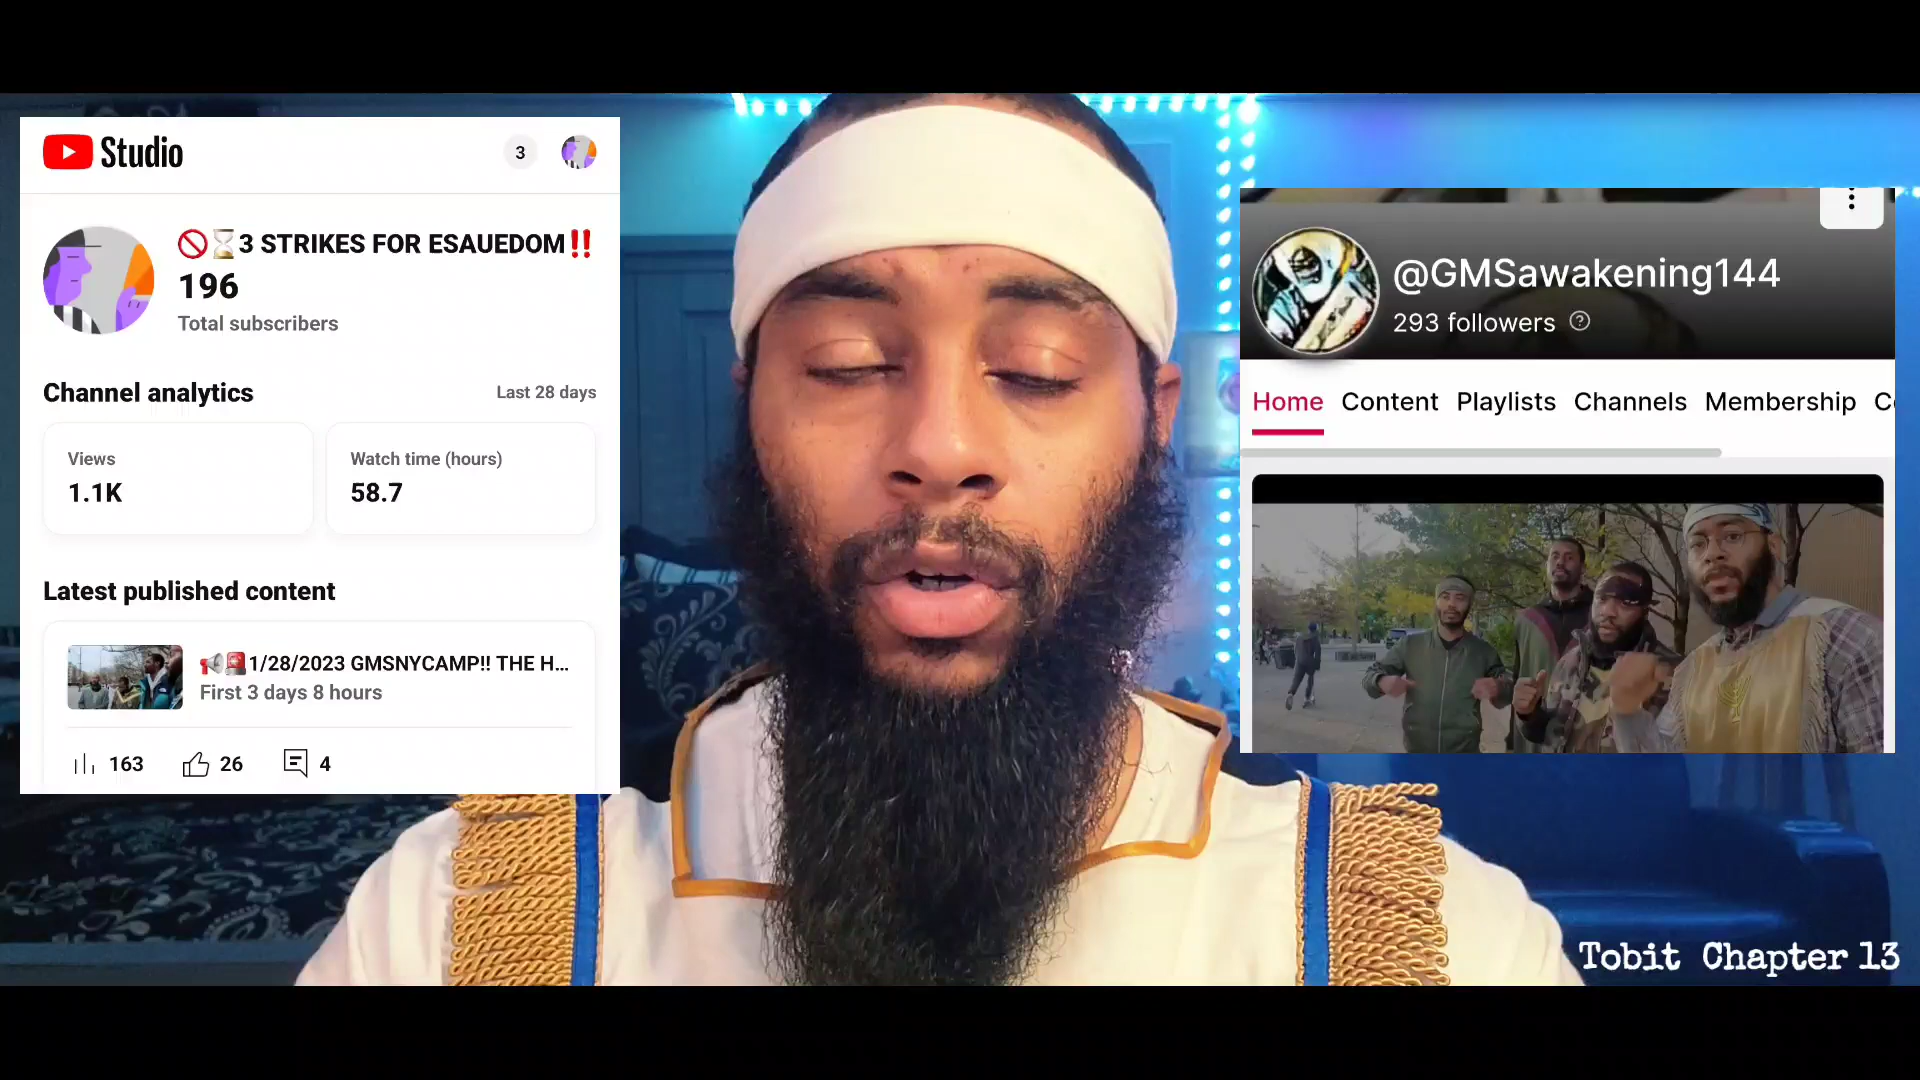 Studio
3
🚫⏳3 STRIKES FOR ESAUEDOM‼️
196
Total subscribers
Channel analytics
Last 28 days
Views
1.1K
Watch time (hours)
58.7
Latest published content
📢🚨1/28/2023 GMSNYCAMP!! THE H...
First 3 days 8 hours
163
26
4
@GMSawakening144
293 followers
Home Content Playlists Channels Membership C
Tobit Chapter 13